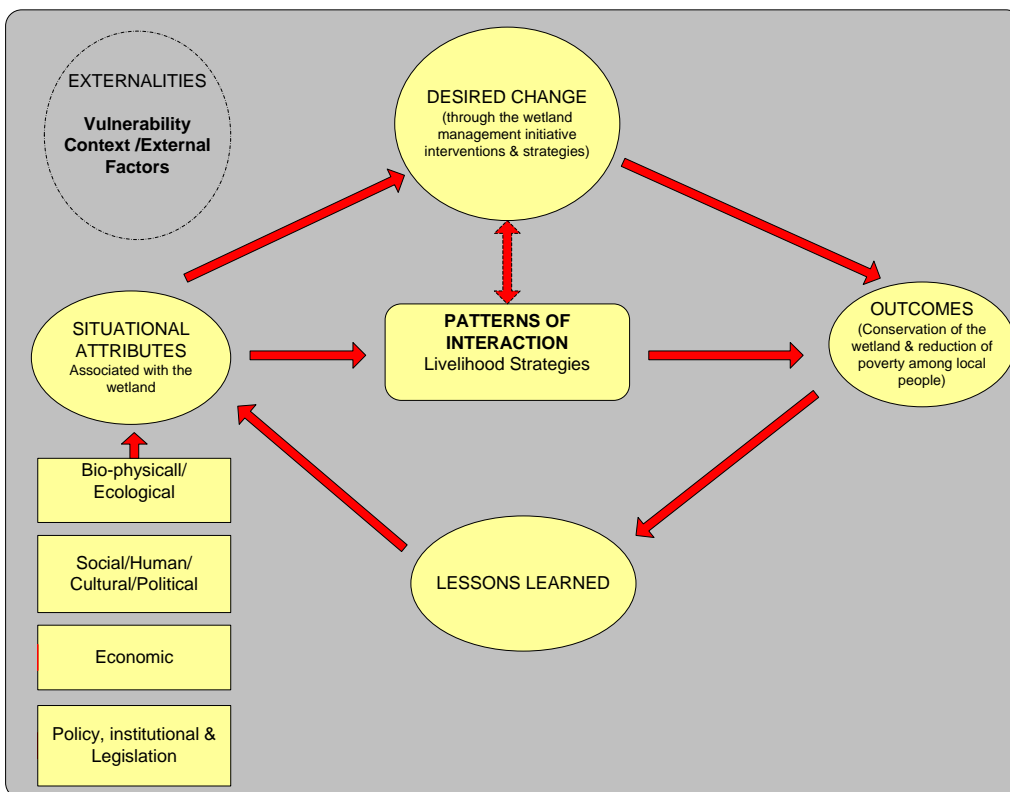 EXTERNALITIES
Vulnerability
Context /External
Factors
DESIRED CHANGE
(through the wetland
management initiative
interventions & strategies)
SITUATIONAL
ATTRIBUTES
Associated with the
wetland
PATTERNS OF
INTERACTION
Livelihood Strategies
OUTCOMES
(Conservation of the
wetland & reduction of
poverty among local
people)
Bio-physicall/
Ecological
Social/Human/
Cultural/Political
Economic
Policy, institutional &
Legislation
LESSONS LEARNED